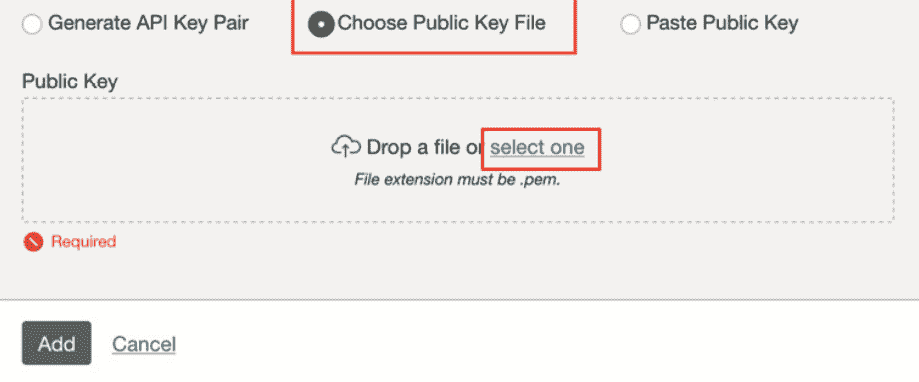 Generate API Key Pair Choose Public Key File Paste Public Key
Public Key
Drop a file or select one
File extension must be .pem.
Required
Add Cancel